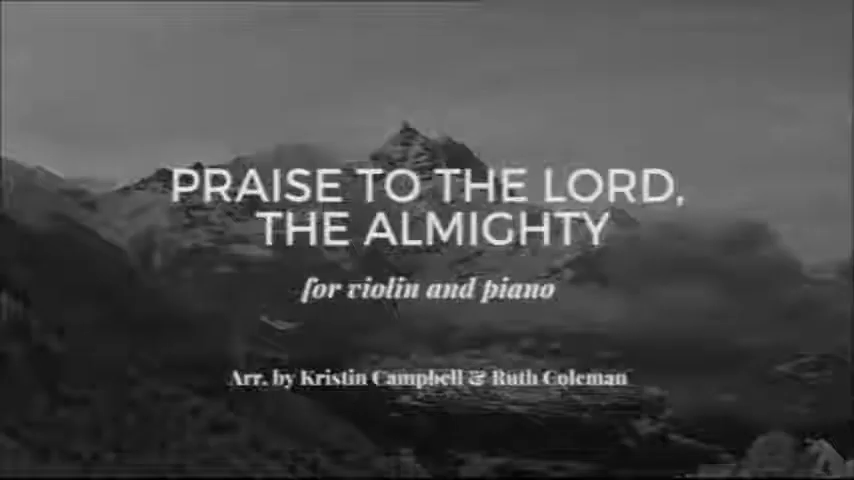 PRAISE TO THE LORD,
THE ALMIGHTY
for violin and piano
Arr. by Kristin Campbell & Ruth Coleman